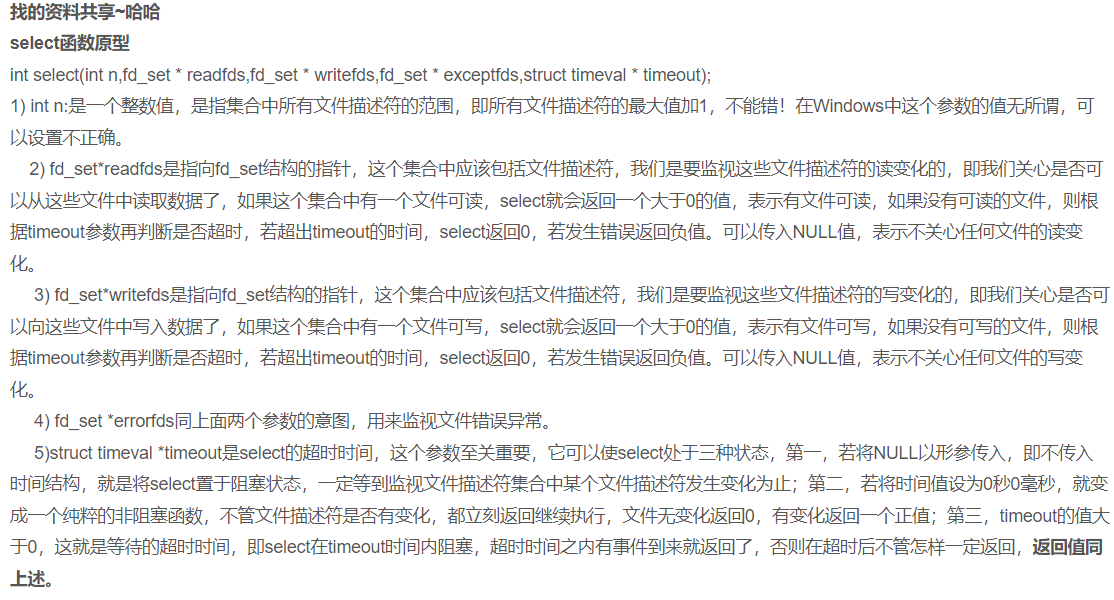 找的资料共享~哈哈
select函数原型
int select(int n,fd_set * readfds,fd_set * writefds,fd_set * exceptfds,struct timeval * timeout);
1) int n:是一个整数值，是指集合中所有文件描述符的范围，即所有文件描述符的最大值加1，不能错！在Windows中这个参数的值无所谓，可
以设置不正确。
2) fd_set*readfds是指向fd_set结构的指针，这个集合中应该包括文件描述符，我们是要监视这些文件描述符的读变化的，即我们关心是否可
以从这些文件中读取数据了，如果这个集合中有一个文件可读，select就会返回一个大于0的值，表示有文件可读，如果没有可读的文件，则根
据timeout参数再判断是否超时，若超出timeout的时间，select返回0，若发生错误返回负值。可以传入NULL值，表示不关心任何文件的读变
化。
3) fd_set*writefds是指向fd_set结构的指针，这个集合中应该包括文件描述符，我们是要监视这些文件描述符的写变化的，即我们关心是否可
以向这些文件中写入数据了，如果这个集合中有一个文件可写，select就会返回一个大于0的值，表示有文件可写，如果没有可写的文件，则根
据timeout参数再判断是否超时，若超出timeout的时间，select返回0，若发生错误返回负值。可以传入NULL值，表示不关心任何文件的写变
化。
4) fd_set *errorfds同上面两个参数的意图，用来监视文件错误异常。
5)struct timeval *timeout是select的超时时间，这个参数至关重要，它可以使select处于三种状态，第一，若将NULL以形参传入，即不传入
时间结构，就是将select置于阻塞状态，一定等到监视文件描述符集合中某个文件描述符发生变化为止；第二，若将时间值设为0秒0毫秒，就变
成一个纯粹的非阻塞函数，不管文件描述符是否有变化，都立刻返回继续执行，文件无变化返回0，有变化返回一个正值；第三，timeout的值大
于0，这就是等待的超时时间，即select在timeout时间内阻塞，超时时间之内有事件到来就返回了，否则在超时后不管怎样一定返回，返回值同
上述。